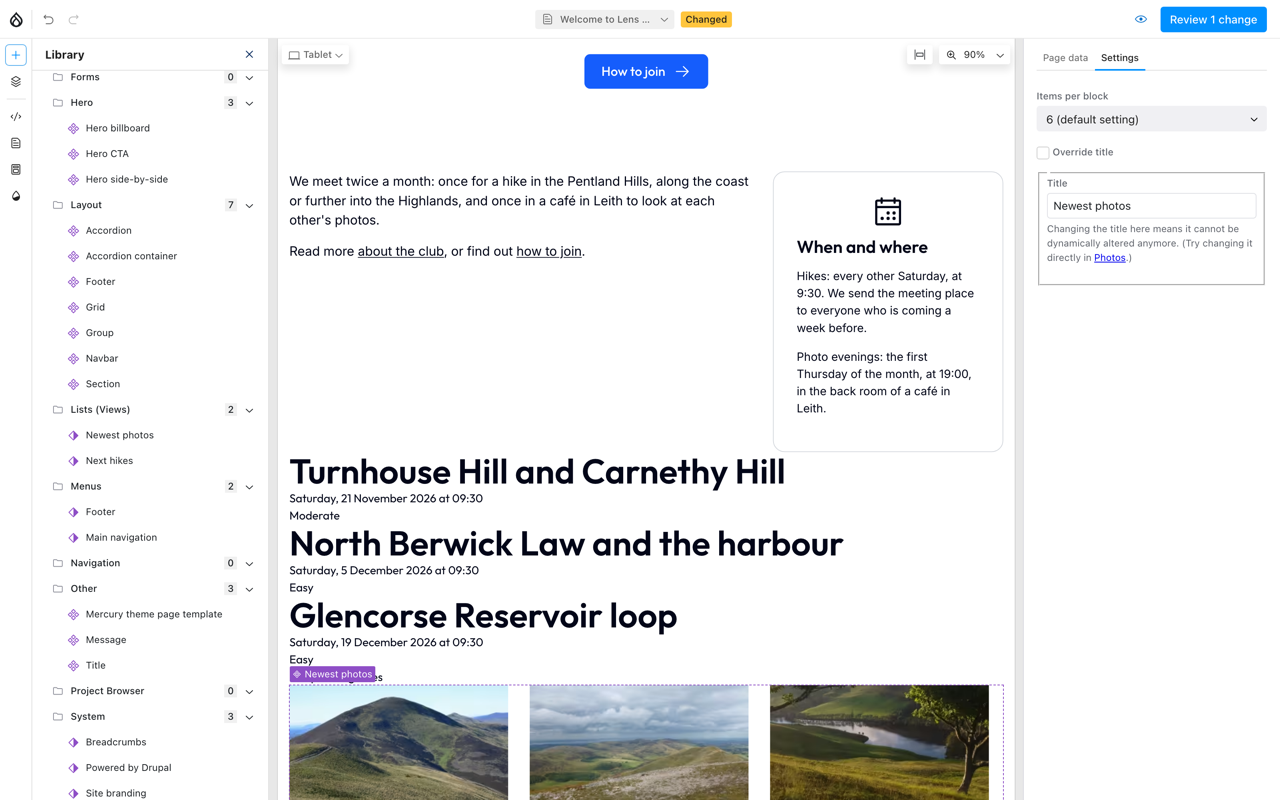 Welcome to Lens ...
Changed
Review 1 change
Library
Forms 0
Hero 3
Hero billboard
Hero CTA
Hero side-by-side
Layout 7
Accordion
Accordion container
Footer
Grid
Group
Navbar
Section
Lists (Views) 2
Newest photos
Next hikes
Menus 2
Footer
Main navigation
Navigation 0
Other 3
Mercury theme page template
Message
Title
Project Browser 0
System 3
Breadcrumbs
Powered by Drupal
Site branding
Tablet
90%
How to join
We meet twice a month: once for a hike in the Pentland Hills, along the coast
or further into the Highlands, and once in a café in Leith to look at each
other's photos.
Read more about the club, or find out how to join.
When and where
Hikes: every other Saturday, at
9:30. We send the meeting place
to everyone who is coming a
week before.
Photo evenings: the first
Thursday of the month, at 19:00,
in the back room of a café in
Leith.
Turnhouse Hill and Carnethy Hill
Saturday, 21 November 2026 at 09:30
Moderate
North Berwick Law and the harbour
Saturday, 5 December 2026 at 09:30
Easy
Glencorse Reservoir loop
Saturday, 19 December 2026 at 09:30
Easy
Newest photos
Page data
Settings
Items per block
6 (default setting)
Override title
Title
Newest photos
Changing the title here means it cannot be
dynamically altered anymore. (Try changing it
directly in Photos.)